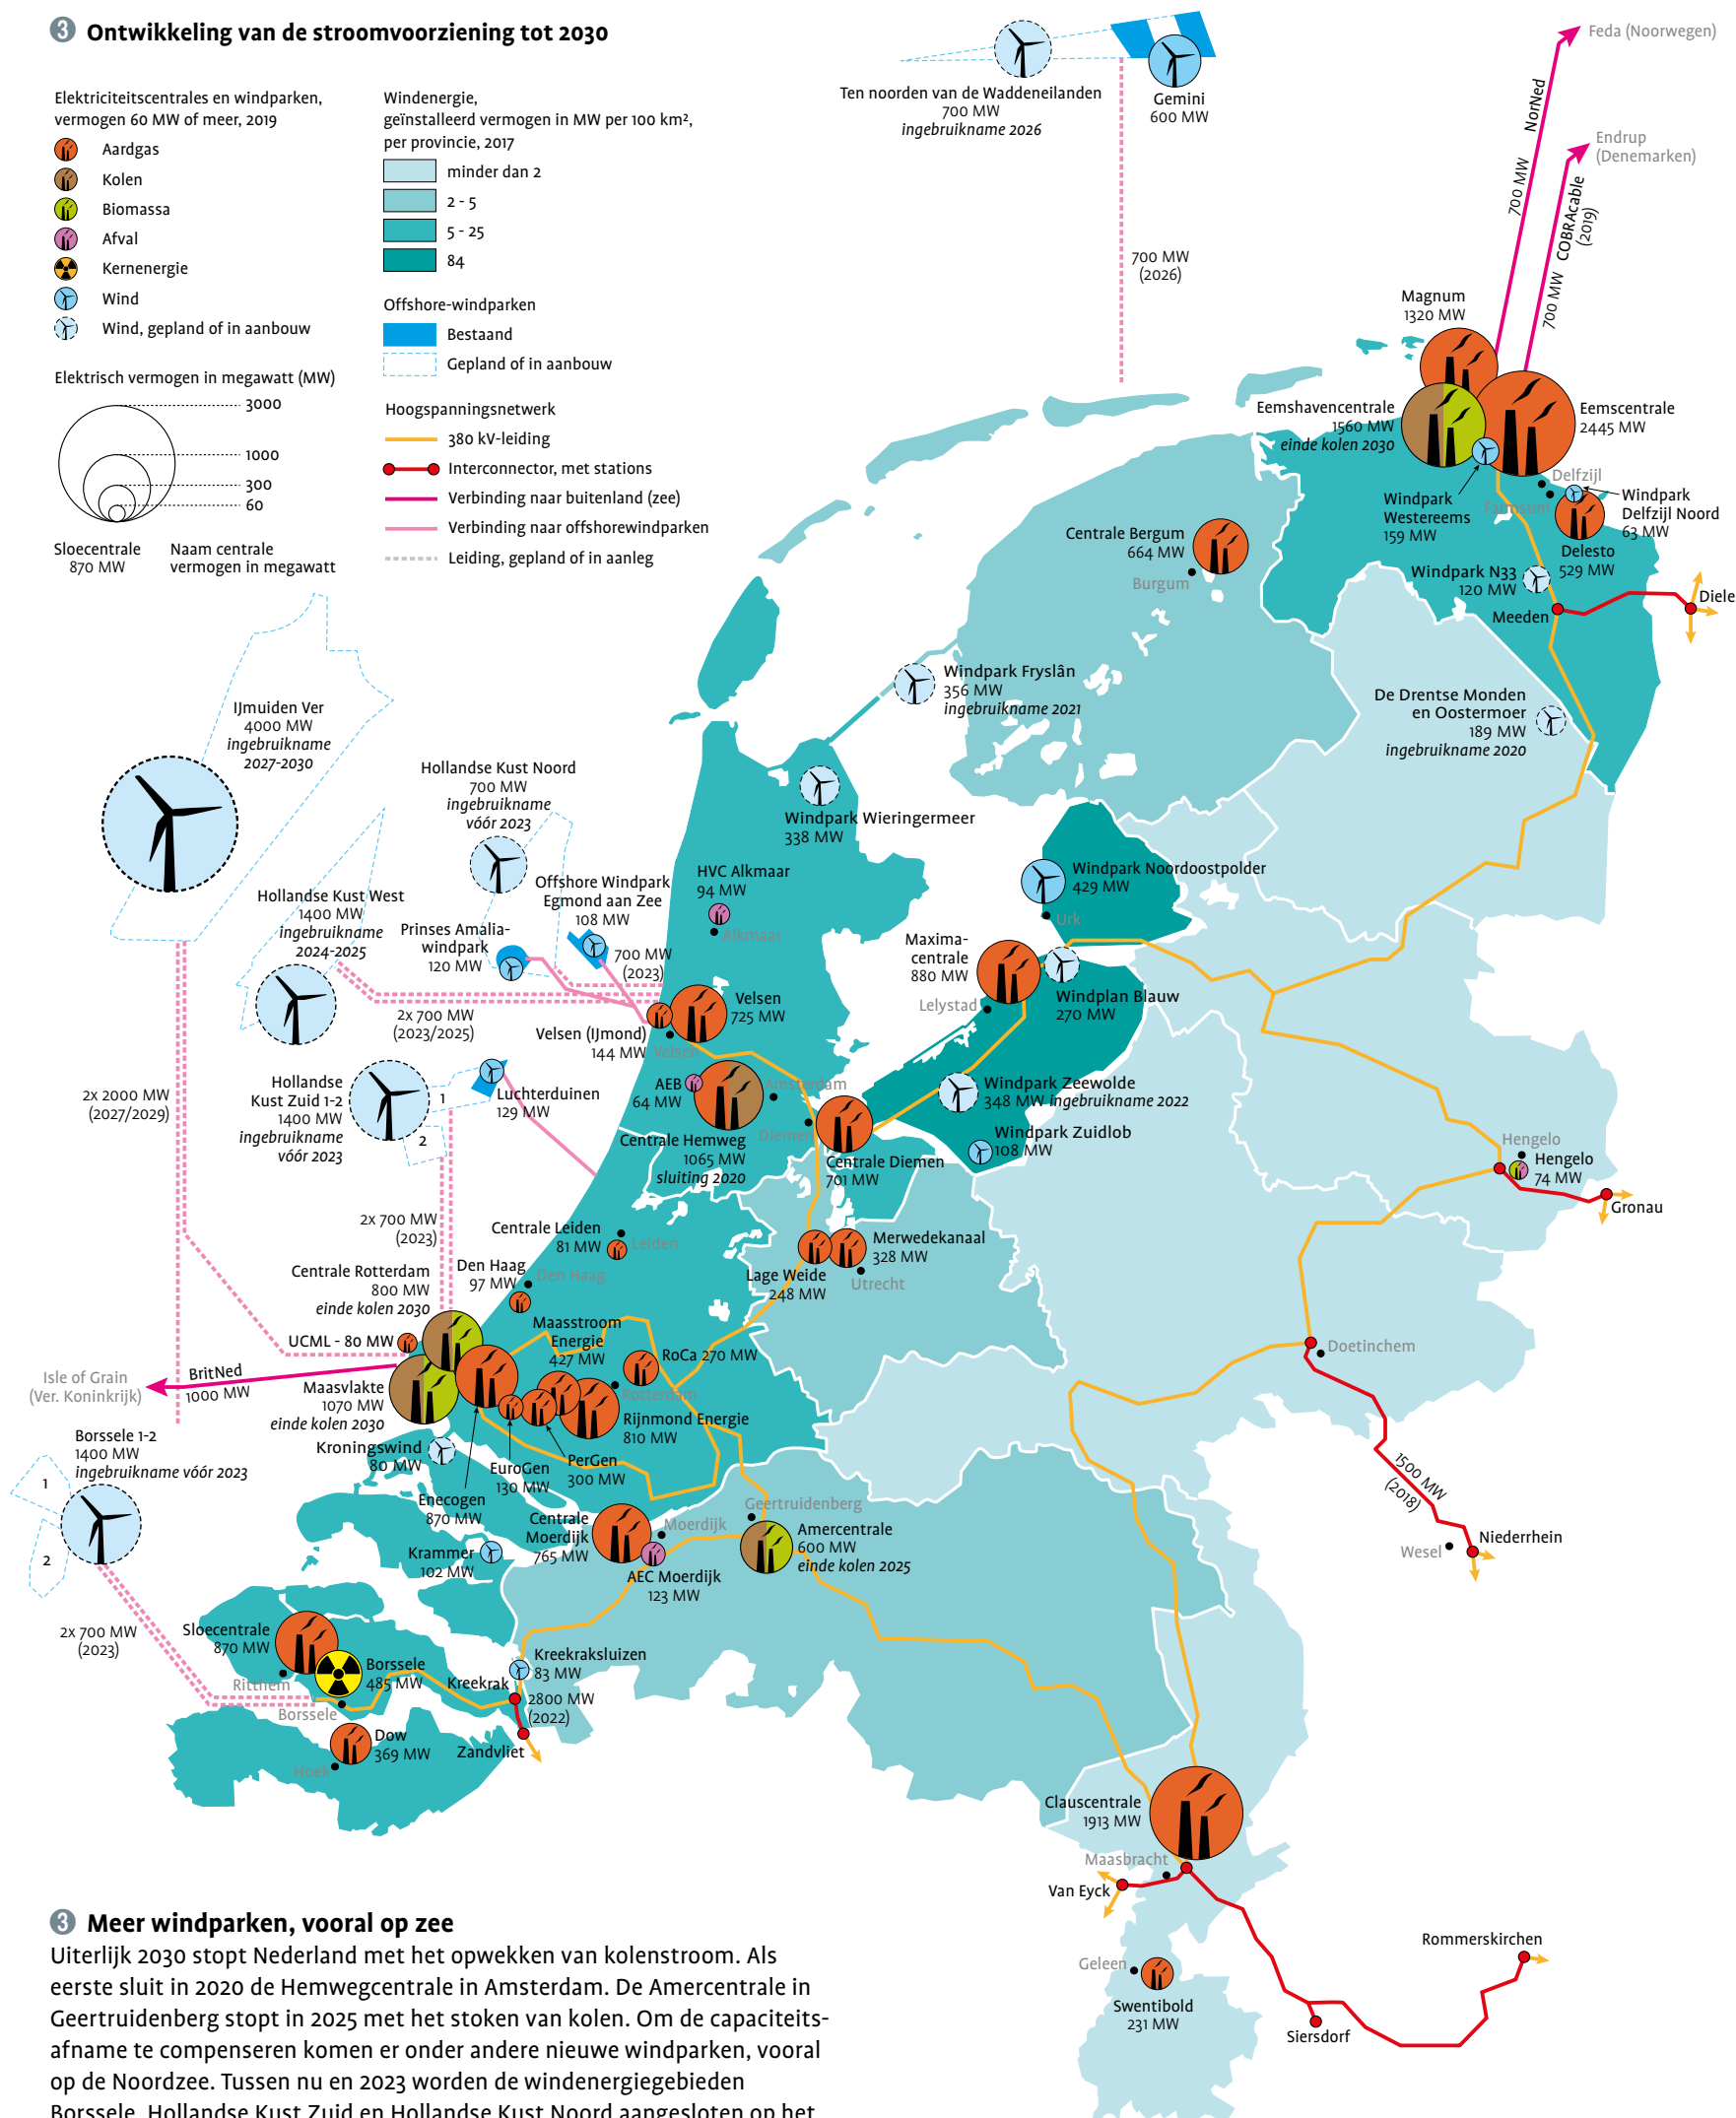 3 Ontwikkeling van de stroomvoorziening tot 2030
Elektriciteitscentrales en windparken,
vermogen 60 MW of meer, 2019
Aardgas
Kolen
Biomassa
Afval
Kernenergie
Wind
Wind, gepland of in aanbouw
Elektrisch vermogen in megawatt (MW)
3000
1000
300
60
Sloecentrale
870 MW
Naam centrale
vermogen in megawatt
Windenergie,
geïnstalleerd vermogen in MW per 100 km²,
per provincie, 2017
minder dan 2
2 - 5
5 - 25
84
Offshore-windparken
Bestaand
Gepland of in aanbouw
Hoogspanningsnetwerk
380 kV-leiding
Interconnector, met stations
Verbinding naar buitenland (zee)
Verbinding naar offshorewindparken
Leiding, gepland of in aanleg
Ten noorden van de Waddeneilanden
700 MW
ingebruikname 2026
Gemini
600 MW
700 MW
(2026)
Feda (Noorwegen)
700 MW NorNed
Endrup
(Denemarken)
700 MW COBRAcable
(2019)
Magnum
1320 MW
Eemshavencentrale
1560 MW
einde kolen 2030
Eemscentrale
2445 MW
Delfzijl
Farmsum
Windpark
Westereems
159 MW
Windpark
Delfzijl Noord
63 MW
Delesto
529 MW
Windpark N33
120 MW
Meeden
Diele
Centrale Bergum
664 MW
Burgum
Windpark Fryslân
356 MW
ingebruikname 2021
De Drentse Monden
en Oostermoer
189 MW
ingebruikname 2020
IJmuiden Ver
4000 MW
ingebruikname
2027-2030
Hollandse Kust Noord
700 MW
ingebruikname
vóór 2023
Windpark Wieringermeer
338 MW
Hollandse Kust West
1400 MW
ingebruikname
2024-2025
Offshore Windpark
Egmond aan Zee
108 MW
HVC Alkmaar
94 MW
Alkmaar
Prinses Amalia-
windpark
120 MW
700 MW
(2023)
Windpark Noordoostpolder
429 MW
Urk
Maxima-
centrale
880 MW
Lelystad
Windplan Blauw
270 MW
2x 700 MW
(2023/2025)
Velsen
725 MW
Velsen (IJmond)
144 MW
Velsen
2x 2000 MW
(2027/2029)
Hollandse
Kust Zuid 1-2
1400 MW
ingebruikname
vóór 2023
1
2
Luchterduinen
129 MW
AEB
64 MW
Amsterdam
Diemen
Centrale Hemweg
1065 MW
sluiting 2020
Centrale Diemen
701 MW
Windpark Zeewolde
348 MW ingebruikname 2022
Windpark Zuidlob
108 MW
Hengelo
Hengelo
74 MW
Gronau
2x 700 MW
(2023)
Centrale Leiden
81 MW
Leiden
Den Haag
97 MW
Den Haag
Merwedekanaal
328 MW
Lage Weide
248 MW
Utrecht
Centrale Rotterdam
800 MW
einde kolen 2030
UCML - 80 MW
Maasstroom
Energie
427 MW
RoCa 270 MW
Rotterdam
Rijnmond Energie
810 MW
Isle of Grain
(Ver. Koninkrijk)
BritNed
1000 MW
Maasvlakte
1070 MW
einde kolen 2030
Kroningswind
80 MW
EuroGen
130 MW
PerGen
300 MW
Enecogen
870 MW
Doetinchem
1500 MW
(2018)
Wesel
Niederrhein
Borssele 1-2
1400 MW
ingebruikname vóór 2023
1
2
2x 700 MW
(2023)
Krammer
102 MW
Centrale
Moerdijk
765 MW
Moerdijk
AEC Moerdijk
123 MW
Geertruidenberg
Amercentrale
600 MW
einde kolen 2025
Sloecentrale
870 MW
Ritthem
Borssele
485 MW
Borssele
Kreekraksluizen
83 MW
Kreekrak
2800 MW
(2022)
Zandvliet
Dow
369 MW
Hoek
Clauscentrale
1913 MW
Maasbracht
Van Eyck
Geleen
Swentibold
231 MW
Rommerskirchen
Siersdorf
3 Meer windparken, vooral op zee
Uiterlijk 2030 stopt Nederland met het opwekken van kolenstroom. Als
eerste sluit in 2020 de Hemwegcentrale in Amsterdam. De Amercentrale in
Geertruidenberg stopt in 2025 met het stoken van kolen. Om de capaciteits-
afname te compenseren komen er onder andere nieuwe windparken, vooral
op de Noordzee. Tussen nu en 2023 worden de windenergiegebieden
Borssele, Hollandse Kust Zuid en Hollandse Kust Noord aangesloten op het